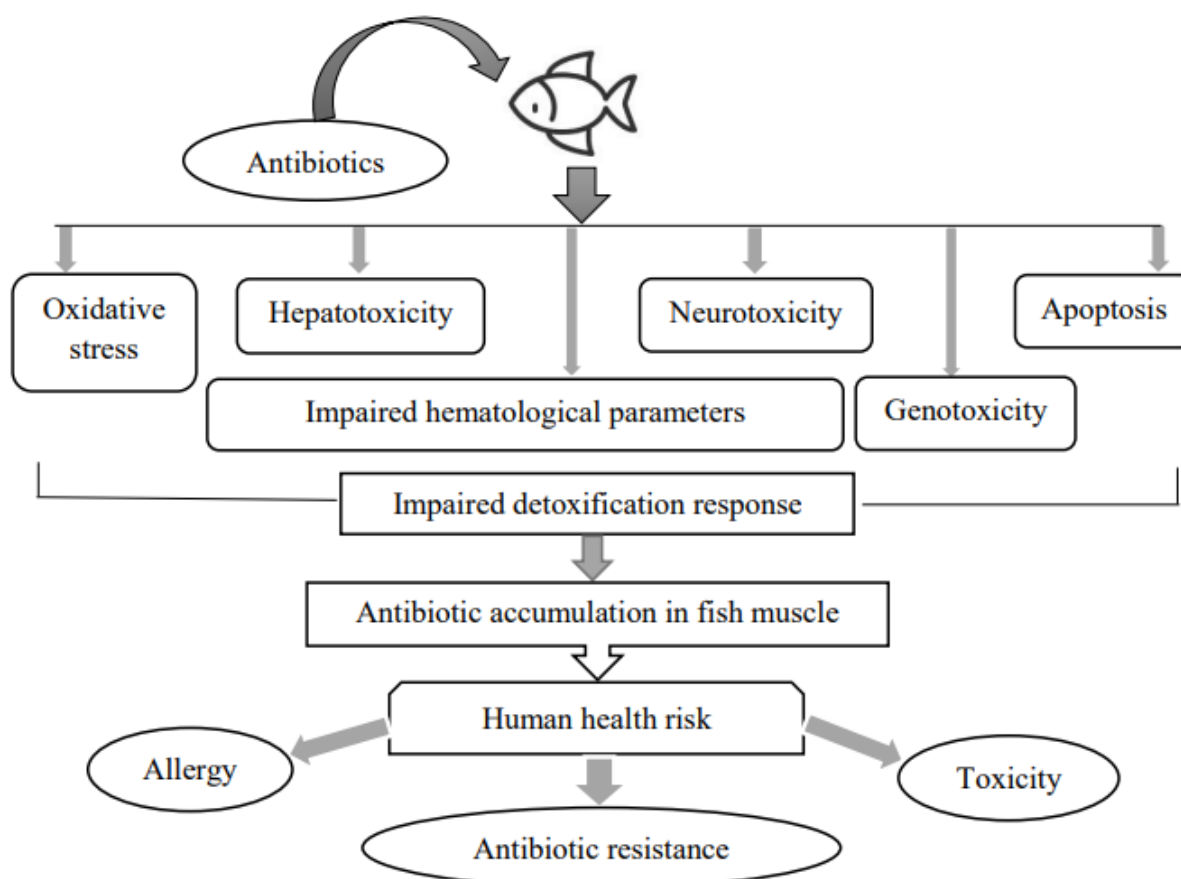 Antibiotics
Oxidative
stress
Hepatotoxicity
Neurotoxicity
Apoptosis
Impaired hematological parameters
Genotoxicity
Impaired detoxification response
Antibiotic accumulation in fish muscle
Human health risk
Allergy
Toxicity
Antibiotic resistance